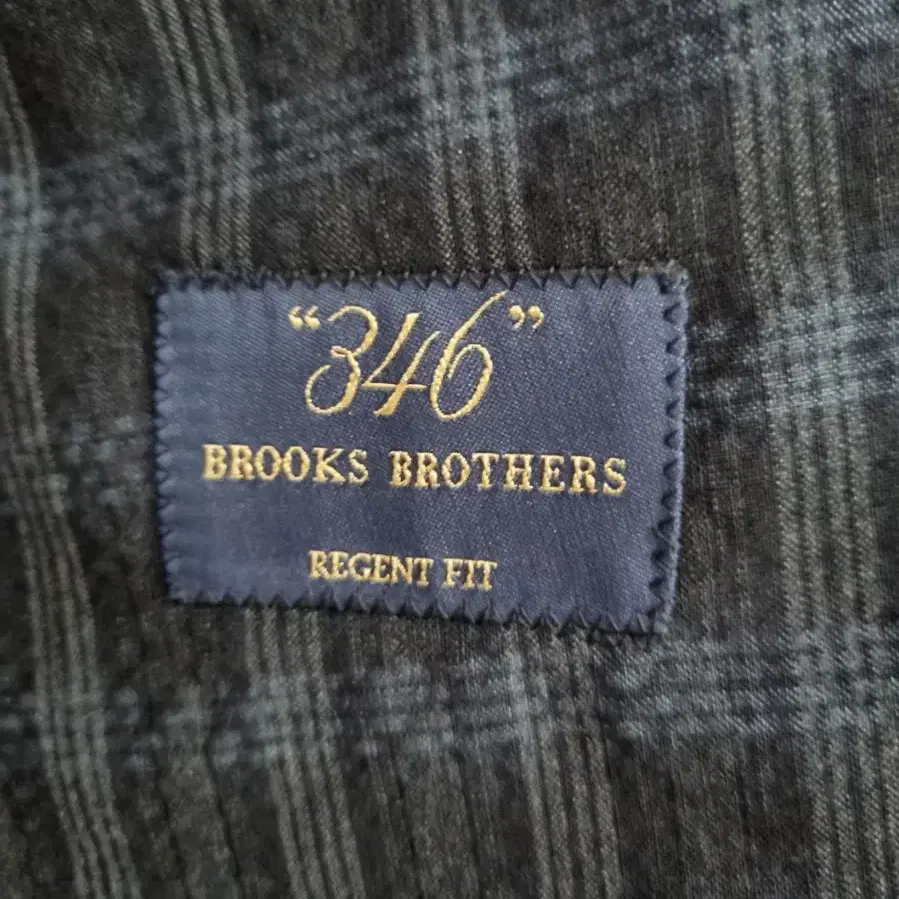 “346”
BROOKS BROTHERS
REGENT FIT